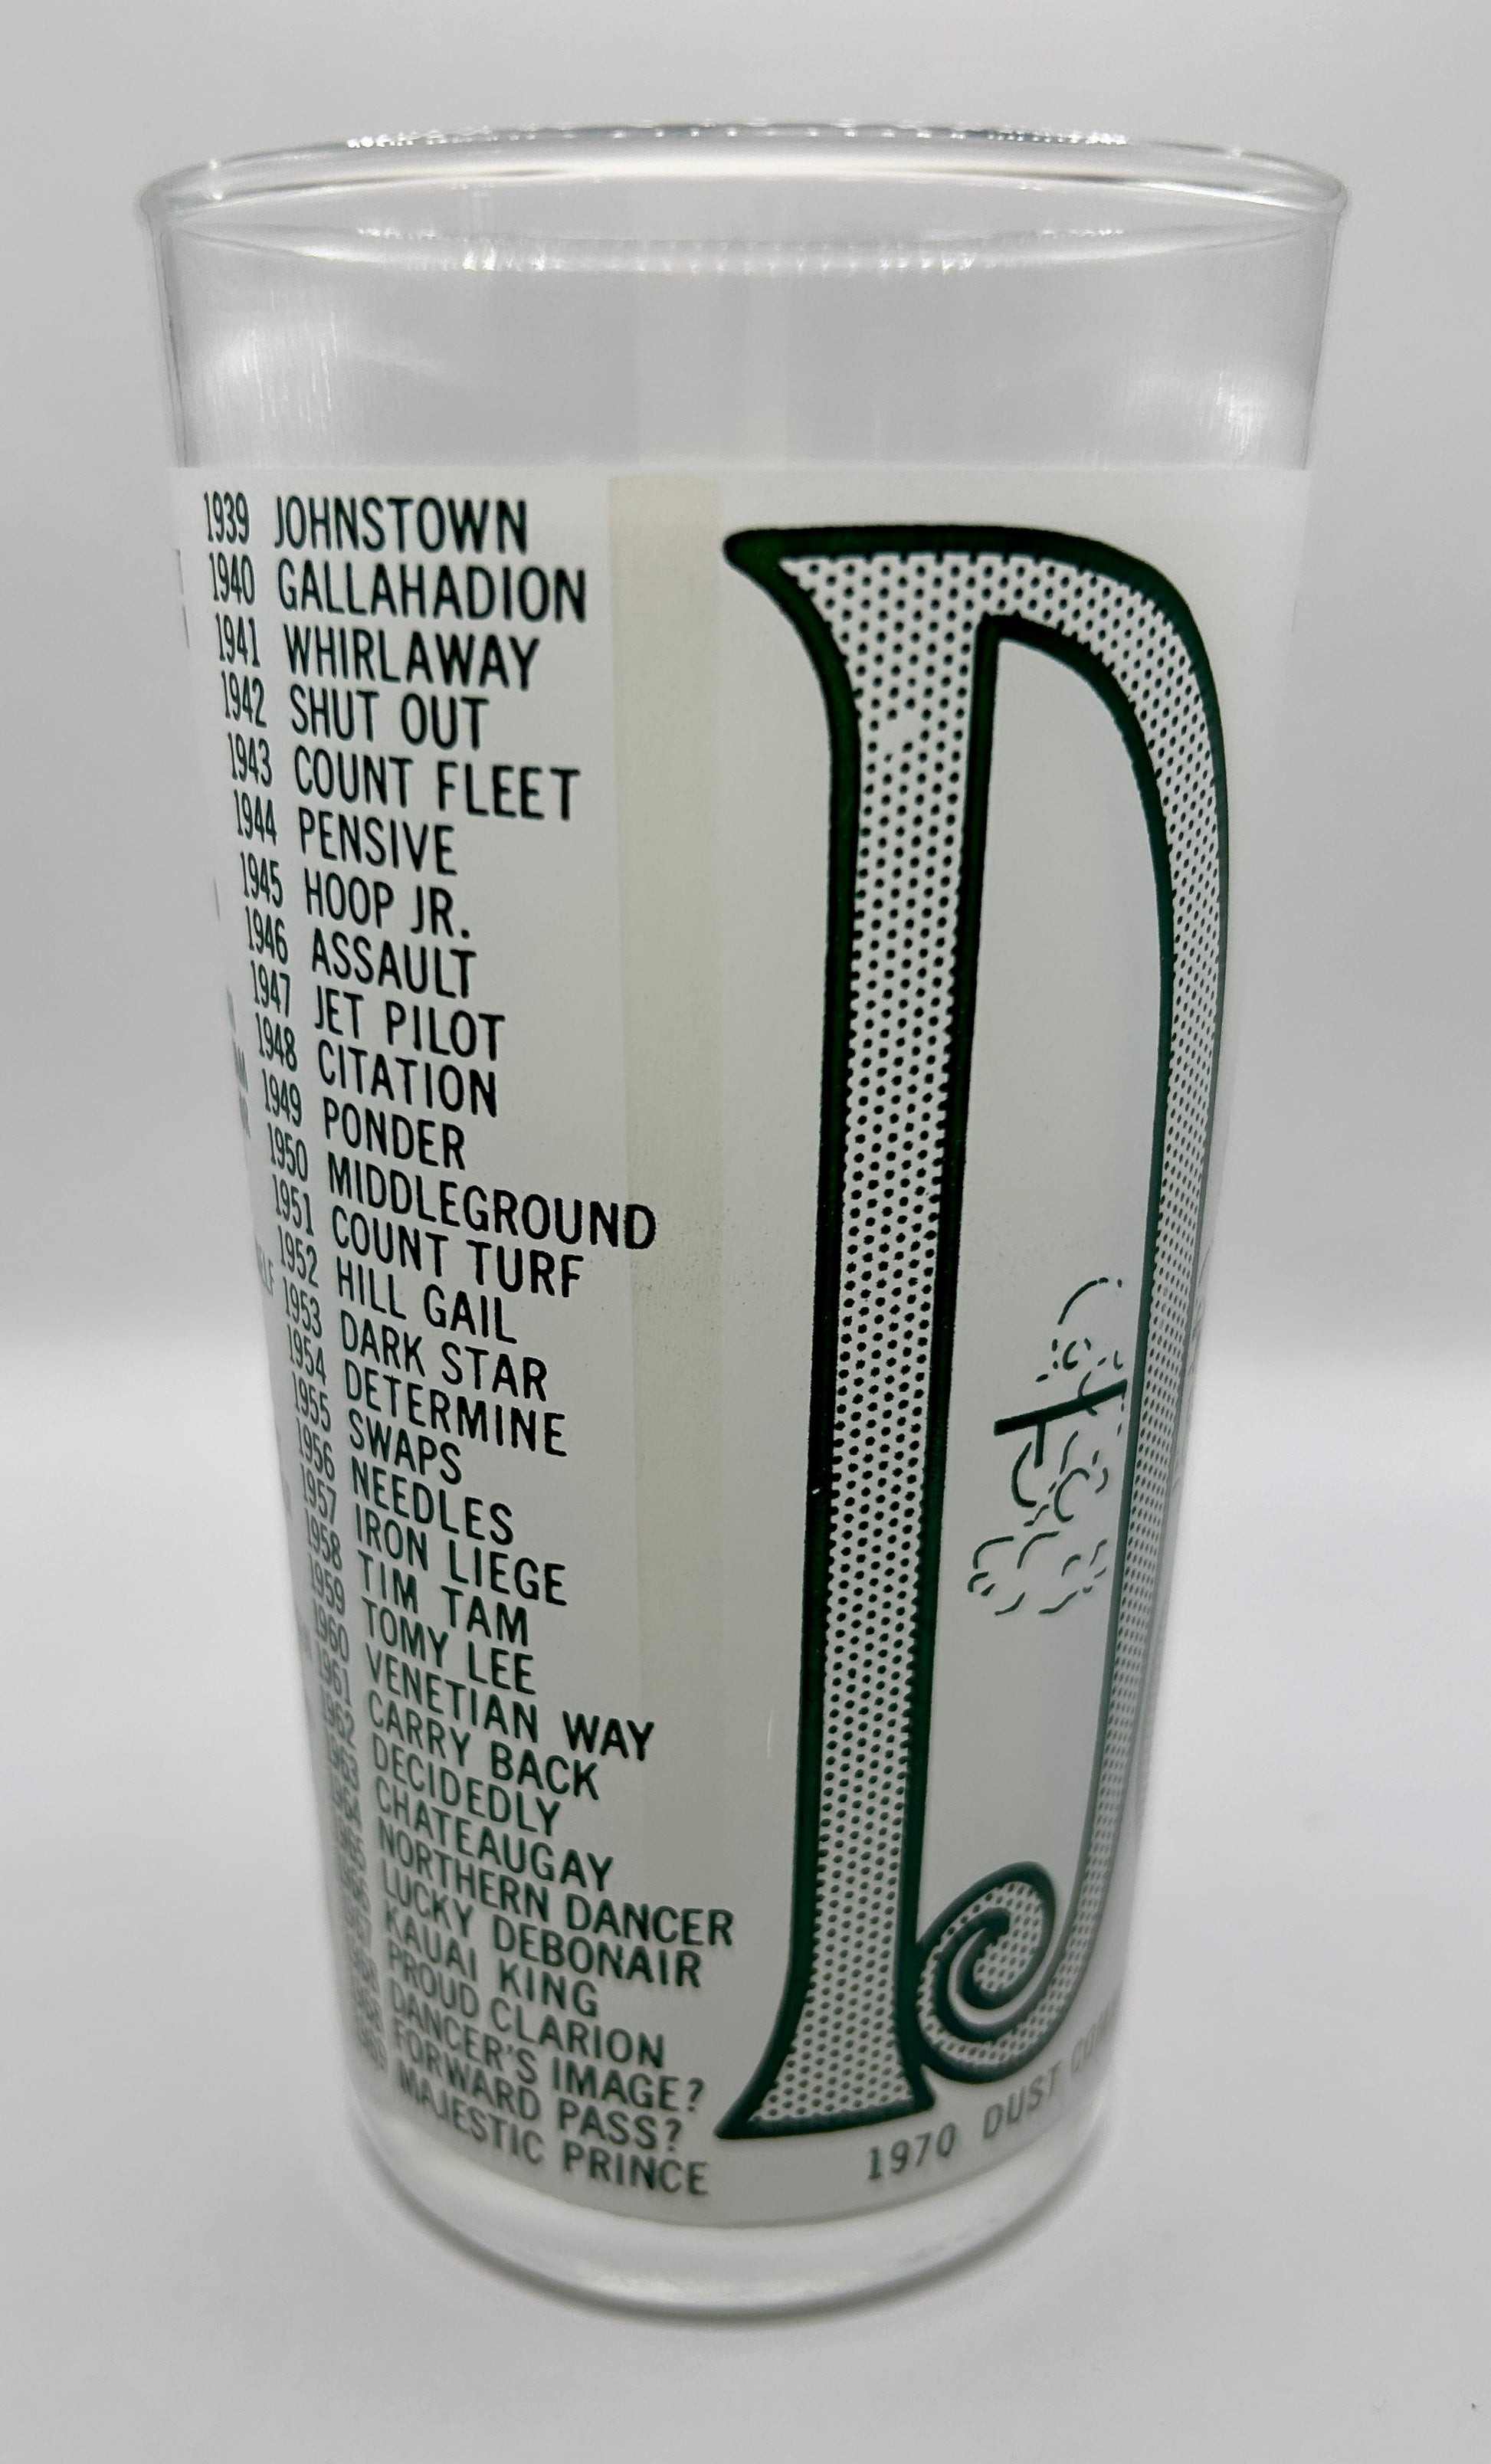 1939 JOHNSTOWN
1940 GALLAHADION
1941 WHIRLAWAY
1942 SHUT OUT
1943 COUNT FLEET
1944 PENSIVE
1945 HOOP JR.
1946 ASSAULT
1947 JET PILOT
1948 CITATION
1949 PONDER
1950 MIDDLEGROUND
1951 COUNT TURF
1952 HILL GAIL
1953 DARK STAR
1954 DETERMINE
1955 SWAPS
1956 NEEDLES
1957 IRON LIEGE
1958 TIM TAM
1959 TOMY LEE
1960 VENETIAN WAY
1961 CARRY BACK
1962 DECIDEDLY
1963 CHATEAUGAY
NORTHERN DANCER
LUCKY DEBONAIR
KAUAI KING
PROUD CLARION
DANCER'S IMAGE?
FORWARD PASS?
MAJESTIC PRINCE
D
1970 DUST